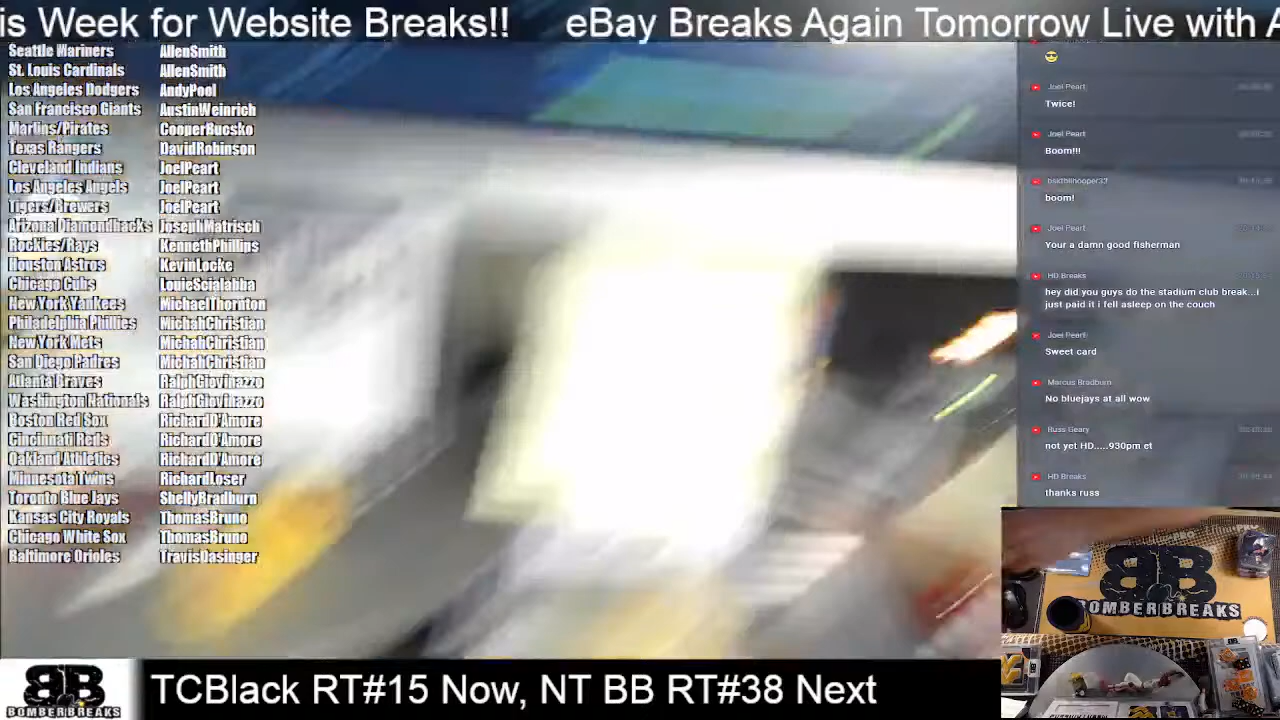 is Week for Website Breaks!! eBay Breaks Again Tomorrow Live with A
Seattle Mariners AllenSmith
St. Louis Cardinals AllenSmith
Los Angeles Dodgers AndyPool
San Francisco Giants AustinWeinrich
Marlins/Pirates CooperBucsko
Texas Rangers DavidRobinson
Cleveland Indians JoelPeart
Los Angeles Angels JoelPeart
Tigers/Brewers JoelPeart
Arizona Diamondbacks JosephMatrisch
Rockies/Rays KennethPhillips
Houston Astros KevinLocke
Chicago Cubs LouieScialabba
New York Yankees MichaelThornton
Philadelphia Phillies MichahChristian
New York Mets MichahChristian
San Diego Padres MichahChristian
Atlanta Braves RalphGiovinazzo
Washington Nationals RalphGiovinazzo
Boston Red Sox RichardD'Amore
Cincinnati Reds RichardD'Amore
Oakland Athletics RichardD'Amore
Minnesota Twins RichardLoser
Toronto Blue Jays ShellyBradburn
Kansas City Royals ThomasBruno
Chicago White Sox ThomasBruno
Baltimore Orioles TravisDasinger
Joel Peart
Twice!
Joel Peart
Boom!!!
boom!
Joel Peart
Your a damn good fisherman
HD Breaks
hey did you guys do the stadium club break...i
just paid it i fell asleep on the couch
Joel Peart
Sweet card
Marcus Bradburn
No bluejays at all wow
Russ Geary
not yet HD.....930pm et
HD Breaks
thanks russ
BB
BOMBERBREAKS
BB
BOMBERBREAKS
TCBlack RT#15 Now, NT BB RT#38 Next